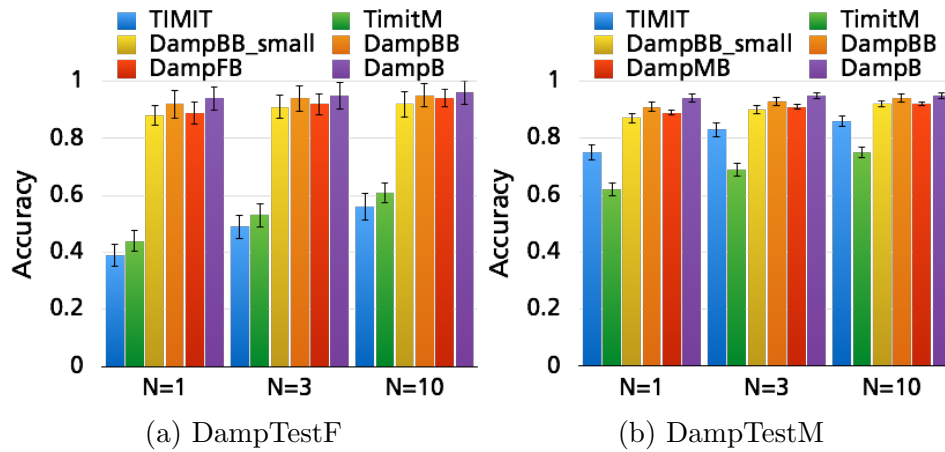 TIMIT TimitM
DampBB_small DampBB
DampFB DampB
1
0.8
0.6
0.4
0.2
0
Accuracy
N=1 N=3 N=10
(a) DampTestF
TIMIT TimitM
DampBB_small DampBB
DampMB DampB
1
0.8
0.6
0.4
0.2
0
Accuracy
N=1 N=3 N=10
(b) DampTestM